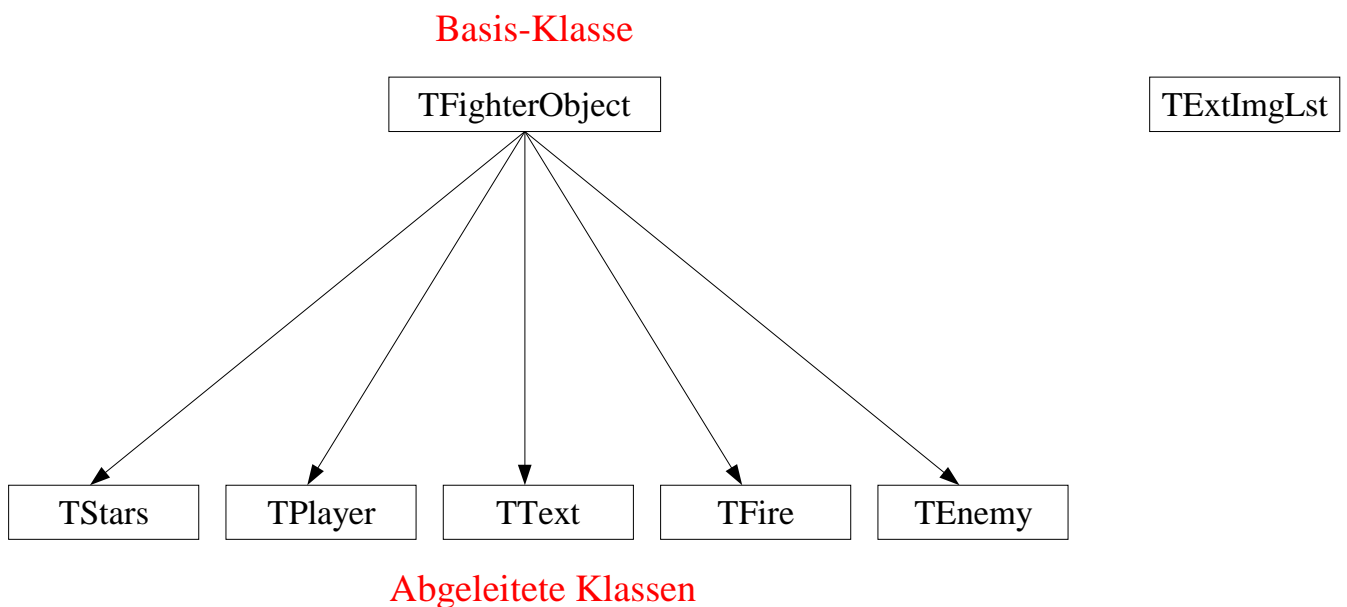 Basis-Klasse
TFighterObject
TExtImgLst
TStars
TPlayer
TText
TFire
TEnemy
Abgeleitete Klassen